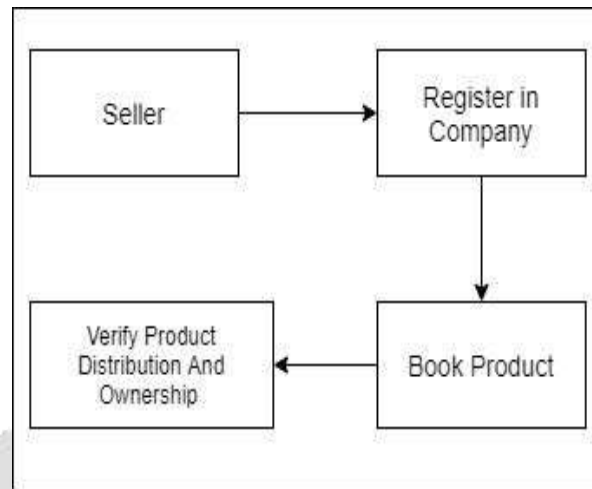 Seller
Register in
Company
Verify Product
Distribution And
Ownership
Book Product